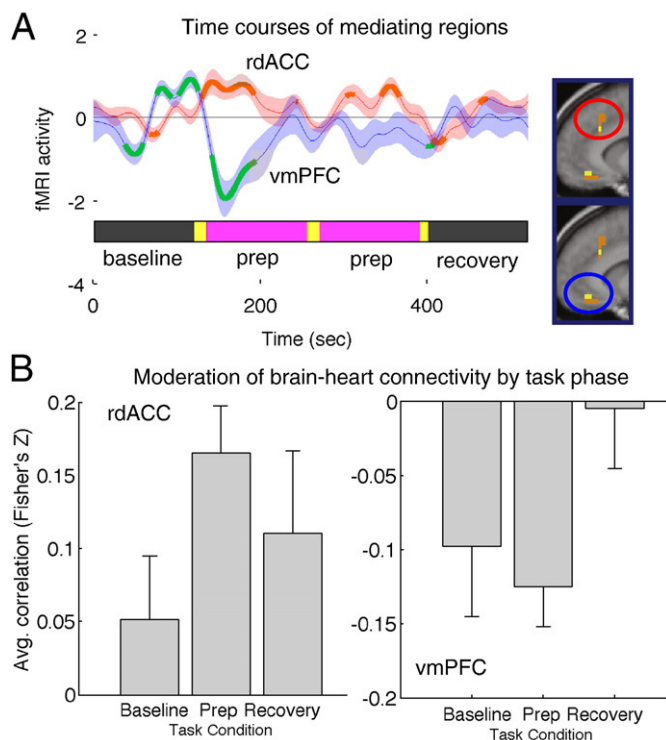 A
Time courses of mediating regions
rdACC
vmPFC
fMRI activity
2
0
-2
-4
baseline
prep
prep
recovery
0
200
400
Time (sec)
B
Moderation of brain-heart connectivity by task phase
rdACC
Avg. correlation (Fisher's Z)
0.2
0.15
0.1
0.05
0
Baseline Prep Recovery
Task Condition
0
-0.05
-0.1
-0.15
-0.2
vmPFC
Baseline Prep Recovery
Task Condition